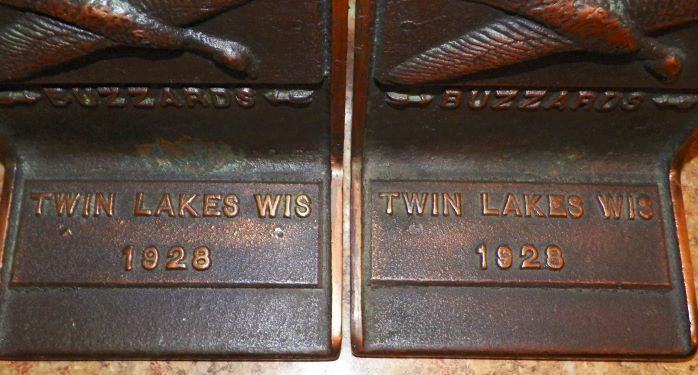 BUZZARDS
TWIN LAKES WIS
1928
BUZZARDS
TWIN LAKES WIS
1928